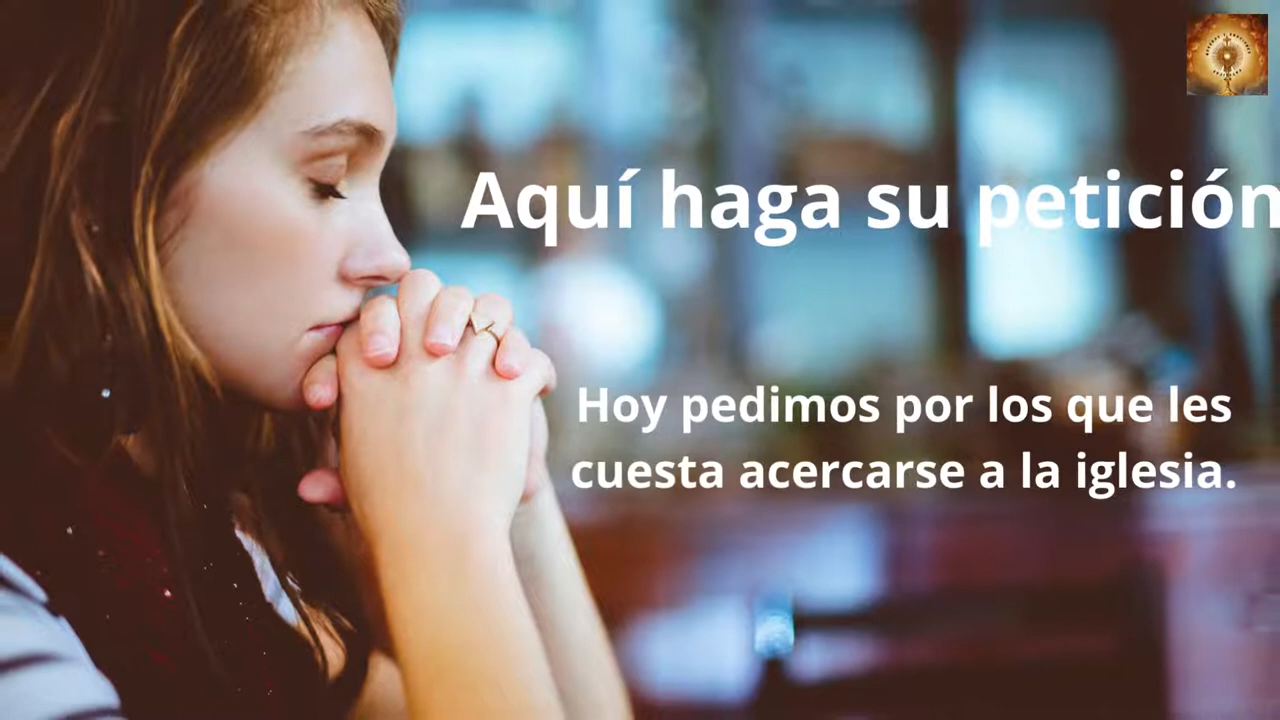 Aquí haga su petición
Hoy pedimos por los que les
cuesta acercarse a la iglesia.